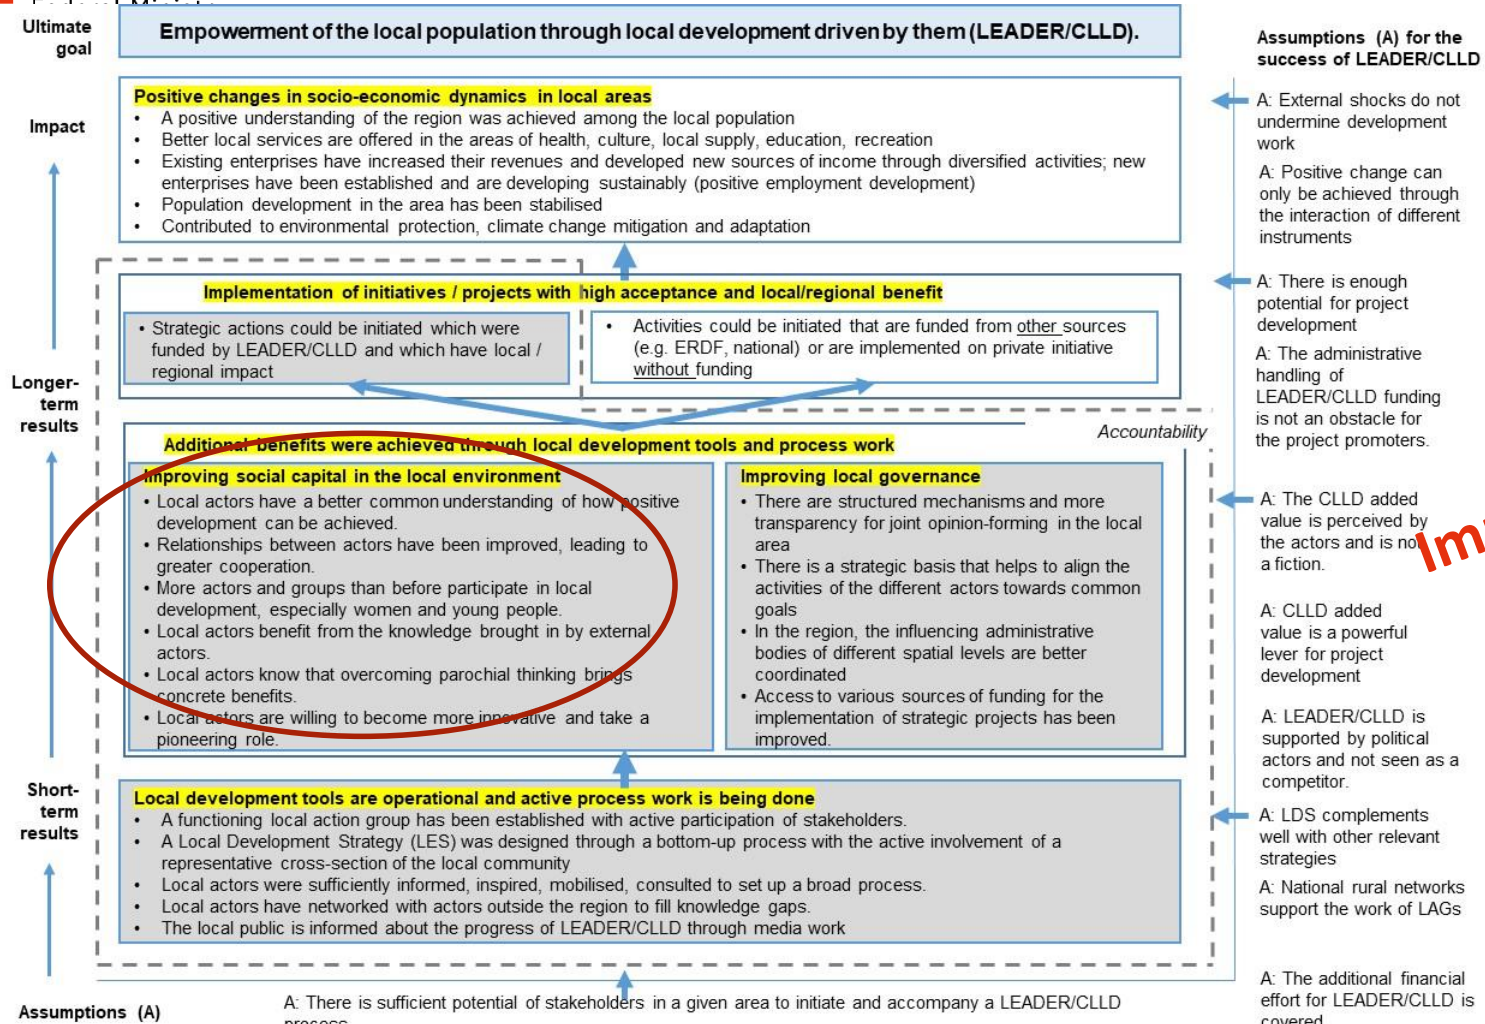 Ultimate
goal
Empowerment of the local population through local development driven by them (LEADER/CLLD).
Assumptions (A) for the
success of LEADER/CLLD
Impact
Positive changes in socio-economic dynamics in local areas
• A positive understanding of the region was achieved among the local population
• Better local services are offered in the areas of health, culture, local supply, education, recreation
• Existing enterprises have increased their revenues and developed new sources of income through diversified activities; new
enterprises have been established and are developing sustainably (positive employment development)
• Population development in the area has been stabilised
• Contributed to environmental protection, climate change mitigation and adaptation
A: External shocks do not
undermine development
work
A: Positive change can
only be achieved through
the interaction of different
instruments
Longer-
term
results
Implementation of initiatives / projects with high acceptance and local/regional benefit
• Strategic actions could be initiated which were
funded by LEADER/CLLD and which have local /
regional impact
• Activities could be initiated that are funded from other sources
(e.g. ERDF, national) or are implemented on private initiative
without funding
A: There is enough
potential for project
development
A: The administrative
handling of
LEADER/CLLD funding
is not an obstacle for
the project promoters.
Accountability
Additional benefits were achieved through local development tools and process work
Improving social capital in the local environment
• Local actors have a better common understanding of how positive
development can be achieved.
• Relationships between actors have been improved, leading to
greater cooperation.
• More actors and groups than before participate in local
development, especially women and young people.
• Local actors benefit from the knowledge brought in by external
actors.
• Local actors know that overcoming parochial thinking brings
concrete benefits.
• Local actors are willing to become more innovative and take a
pioneering role.
Improving local governance
• There are structured mechanisms and more
transparency for joint opinion-forming in the local
area
• There is a strategic basis that helps to align the
activities of the different actors towards common
goals
• In the region, the influencing administrative
bodies of different spatial levels are better
coordinated
• Access to various sources of funding for the
implementation of strategic projects has been
improved.
A: The CLLD added
value is perceived by
the actors and is not
a fiction.
A: CLLD added
value is a powerful
lever for project
development
A: LEADER/CLLD is
supported by political
actors and not seen as a
competitor.
Short-
term
results
Local development tools are operational and active process work is being done
• A functioning local action group has been established with active participation of stakeholders.
• A Local Development Strategy (LES) was designed through a bottom-up process with the active involvement of a
representative cross-section of the local community
• Local actors were sufficiently informed, inspired, mobilised, consulted to set up a broad process.
• Local actors have networked with actors outside the region to fill knowledge gaps.
• The local public is informed about the progress of LEADER/CLLD through media work
A: LDS complements
well with other relevant
strategies
A: National rural networks
support the work of LAGs
A: The additional financial
effort for LEADER/CLLD is
covered
Assumptions (A)
A: There is sufficient potential of stakeholders in a given area to initiate and accompany a LEADER/CLLD